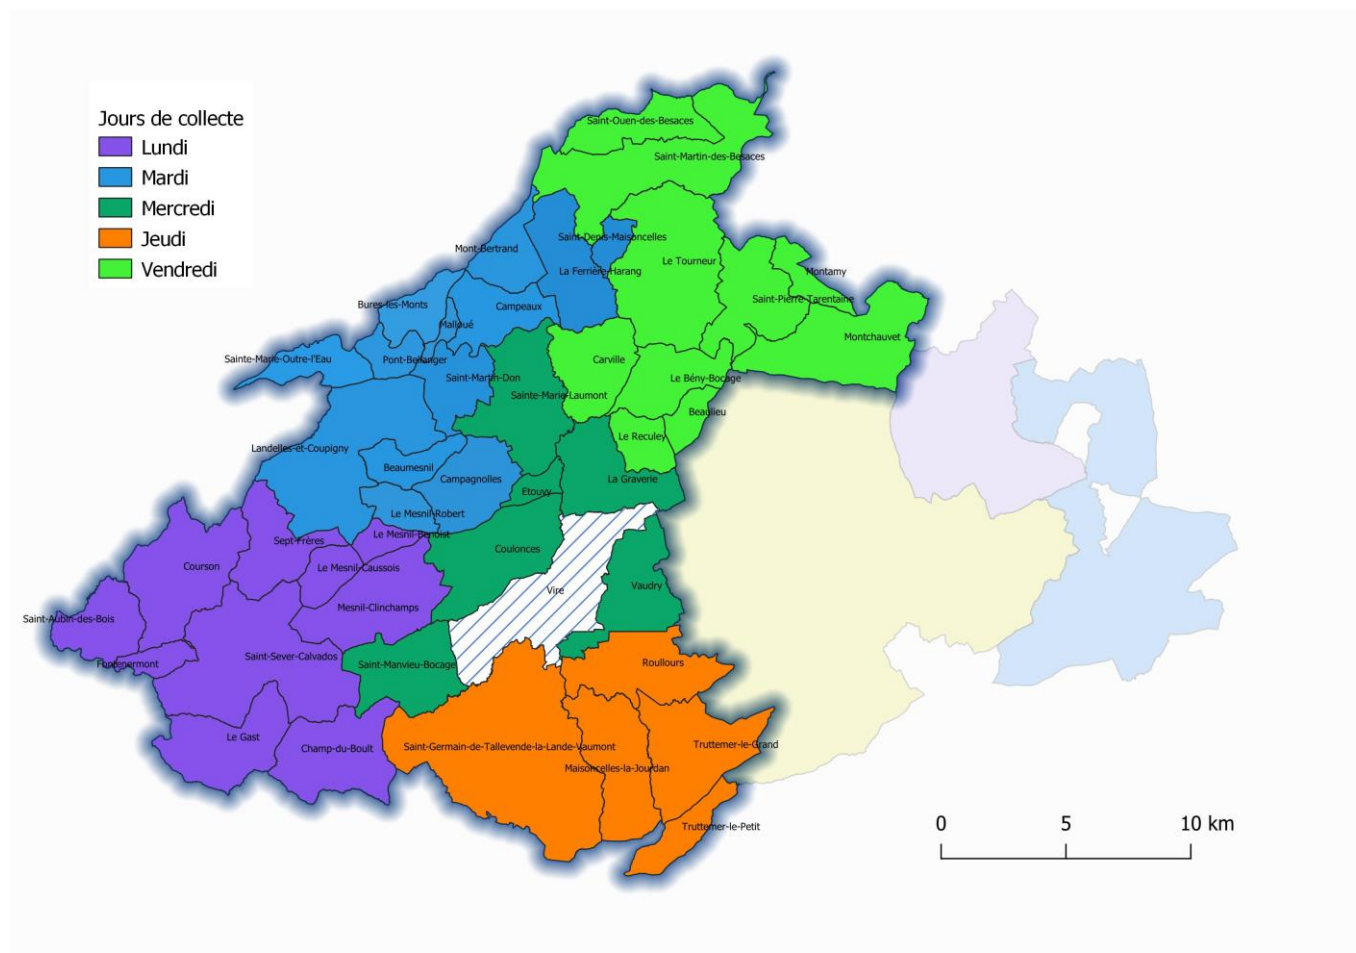 Jours de collecte
Lundi
Mardi
Mercredi
Jeudi
Vendredi
Saint-Ouen-des-Besaces
Saint-Martin-des-Besaces
Saint-Denis-Maisoncelles
Mont-Bertrand
Le Tourneur
La Ferrière-Harang
Montamy
Saint-Pierre-Tarentaine
Bures-les-Monts
Campeaux
Malloué
Montchauvet
Sainte-Marie-Outre-l'Eau
Pont-Bellanger
Carville
Saint-Martin-Don
Le Bény-Bocage
Sainte-Marie-Laumont
Beaulieu
Le Reculey
Landelles-et-Coupigny
Beaumesnil
Campagnolles
La Graverie
Etouvy
Le Mesnil-Robert
Le Mesnil-Benoist
Sept-Frères
Coulonces
Courson
Le Mesnil-Caussois
Vaudry
Vire
Mesnil-Clinchamps
Saint-Aubin-des-Bois
Saint-Sever-Calvados
Fontenermont
Saint-Manvieu-Bocage
Roullours
Le Gast
Champ-du-Boult
Saint-Germain-de-Tallevende-la-Lande-Vaumont
Truttemer-le-Grand
Maisoncelles-la-Jourdan
Truttemer-le-Petit
0 5 10 km